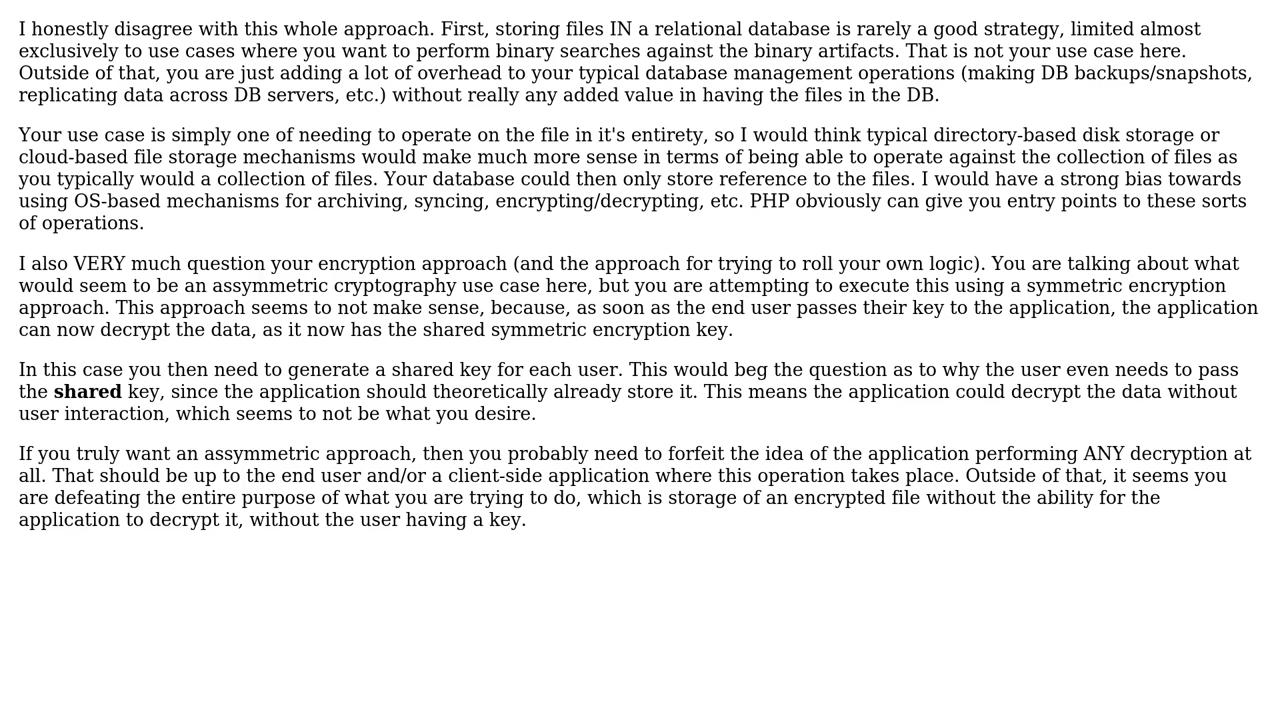 I honestly disagree with this whole approach. First, storing files IN a relational database is rarely a good strategy, limited almost
exclusively to use cases where you want to perform binary searches against the binary artifacts. That is not your use case here.
Outside of that, you are just adding a lot of overhead to your typical database management operations (making DB backups/snapshots,
replicating data across DB servers, etc.) without really any added value in having the files in the DB.
Your use case is simply one of needing to operate on the file in it's entirety, so I would think typical directory-based disk storage or
cloud-based file storage mechanisms would make much more sense in terms of being able to operate against the collection of files as
you typically would a collection of files. Your database could then only store reference to the files. I would have a strong bias towards
using OS-based mechanisms for archiving, syncing, encrypting/decrypting, etc. PHP obviously can give you entry points to these sorts
of operations.
I also VERY much question your encryption approach (and the approach for trying to roll your own logic). You are talking about what
would seem to be an assymmetric cryptography use case here, but you are attempting to execute this using a symmetric encryption
approach. This approach seems to not make sense, because, as soon as the end user passes their key to the application, the application
can now decrypt the data, as it now has the shared symmetric encryption key.
In this case you then need to generate a shared key for each user. This would beg the question as to why the user even needs to pass
the shared key, since the application should theoretically already store it. This means the application could decrypt the data without
user interaction, which seems to not be what you desire.
If you truly want an assymmetric approach, then you probably need to forfeit the idea of the application performing ANY decryption at
all. That should be up to the end user and/or a client-side application where this operation takes place. Outside of that, it seems you
are defeating the entire purpose of what you are trying to do, which is storage of an encrypted file without the ability for the
application to decrypt it, without the user having a key.